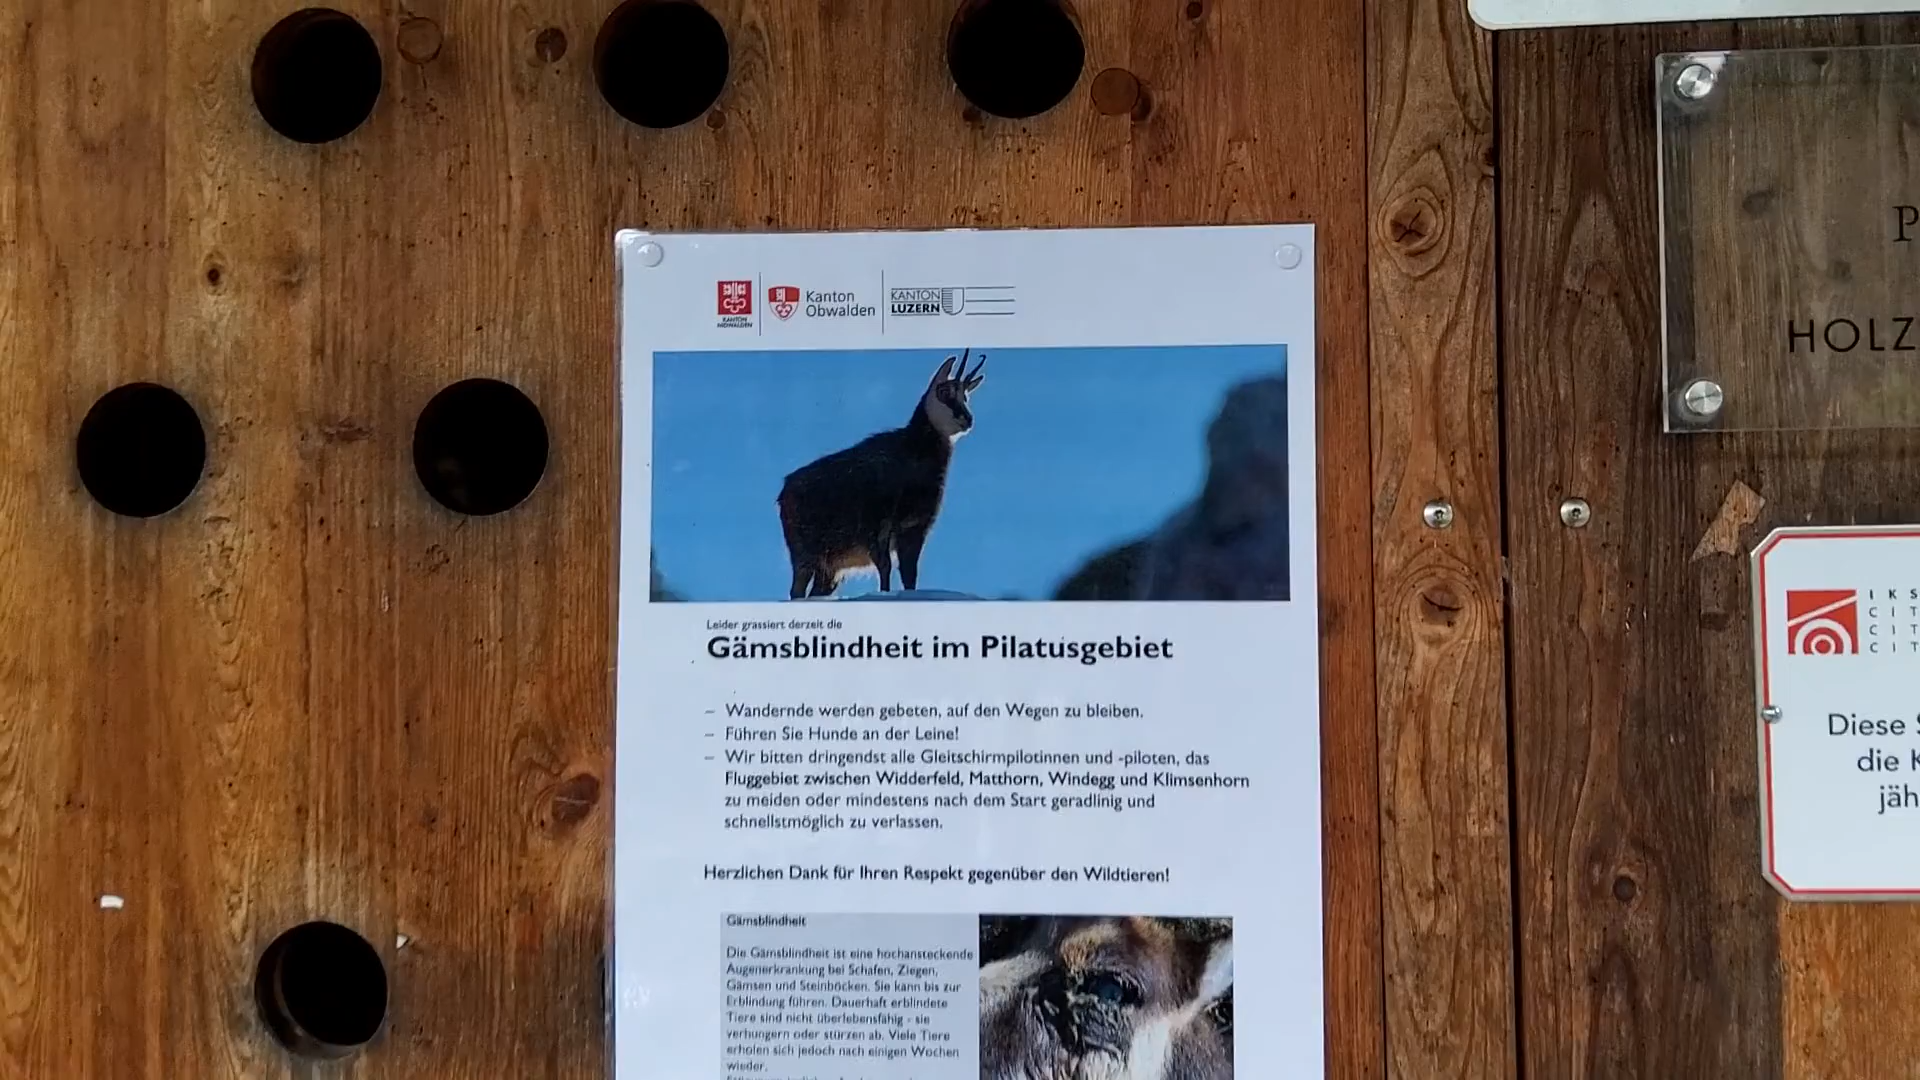 KANTON
NIDWALDEN
Kanton
Obwalden
KANTON
LUZERN
Leider grassiert derzeit die
Gämsblindheit im Pilatusgebiet
– Wandernde werden gebeten, auf den Wegen zu bleiben.
– Führen Sie Hunde an der Leine!
– Wir bitten dringendst alle Gleitschirmpilotinnen und -piloten, das
Fluggebiet zwischen Widderfeld, Matthorn, Windegg und Klimsenhorn
zu meiden oder mindestens nach dem Start geradlinig und
schnellstmöglich zu verlassen.
Herzlichen Dank für Ihren Respekt gegenüber den Wildtieren!
Gämsblindheit
Die Gämsblindheit ist eine hochansteckende
Augenerkrankung bei Schafen, Ziegen,
Gämsen und Steinböcken. Sie kann bis zur
Erblindung führen. Dauerhaft erblindete
Tiere sind nicht überlebensfähig - sie
verhungern oder stürzen ab. Viele Tiere
erholen sich jedoch nach einigen Wochen
wieder.
P
HOLZ
I K S
C I T
C I T
C I T
Diese S
die K
jäh